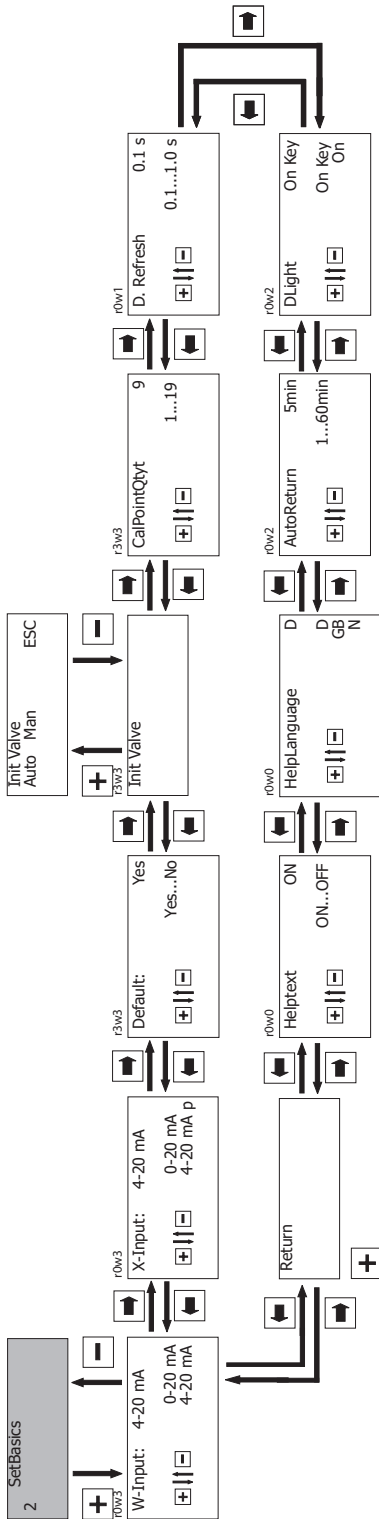 SetBasics
2
+
−
r0w3
W-Input: 4-20 mA
0-20 mA
4-20 mA
+ −
r0w3
X-Input: 4-20 mA
0-20 mA
4-20 mA p
+ −
r3w3
Default: Yes
Yes...No
+ −
Init Valve
Auto Man ESC
+
−
r3w3
Init Valve
r3w3
CalPointQtyt 9
1...19
+ −
r0w1
D. Refresh 0.1 s
0.1...1.0 s
+ −
r0w2
DLight On Key
On Key
On
+ −
r0w2
AutoReturn 5min
1...60min
+ −
r0w0
HelpLanguage D
D
GB
N
+ −
r0w0
Helptext ON
ON...OFF
+ −
Return
+